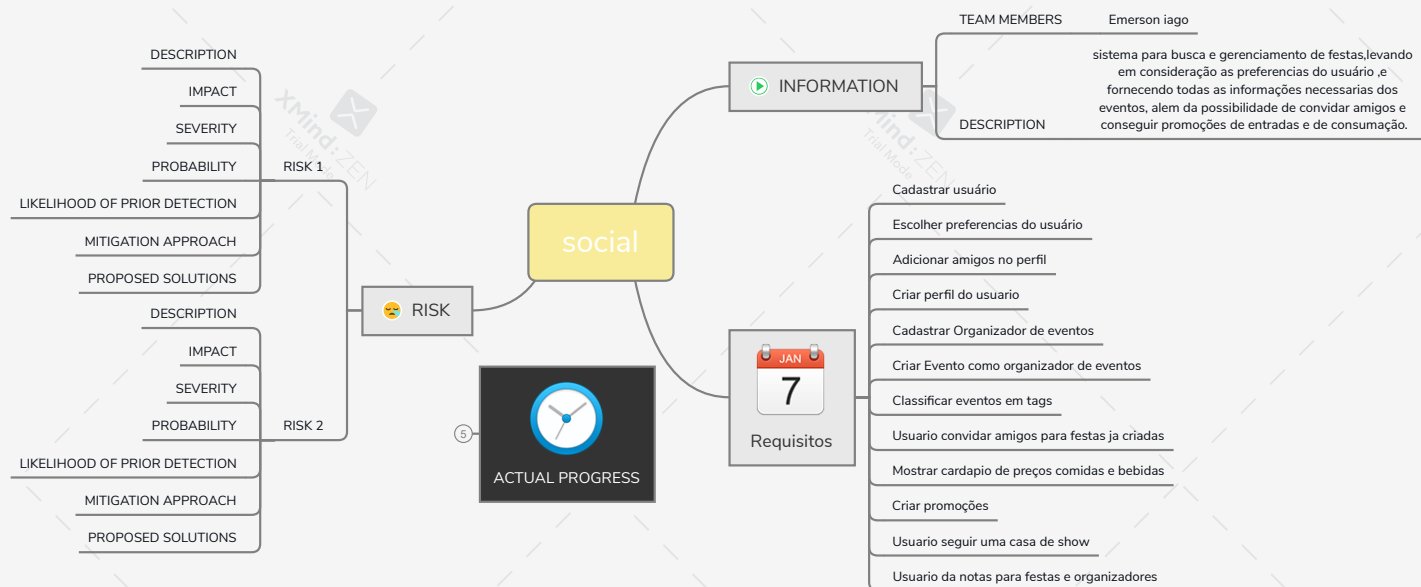 social
INFORMATION
TEAM MEMBERS
Emerson iago
DESCRIPTION
sistema para busca e gerenciamento de festas,levando
em consideração as preferencias do usuário ,e
fornecendo todas as informações necessarias dos
eventos, alem da possibilidade de convidar amigos e
conseguir promoções de entradas e de consumação.
JAN
7
Requisitos
Cadastrar usuário
Escolher preferencias do usuário
Adicionar amigos no perfil
Criar perfil do usuario
Cadastrar Organizador de eventos
Criar Evento como organizador de eventos
Classificar eventos em tags
Usuario convidar amigos para festas ja criadas
Mostrar cardapio de preços comidas e bebidas
Criar promoções
Usuario seguir uma casa de show
Usuario da notas para festas e organizadores
RISK
RISK 1
DESCRIPTION
IMPACT
SEVERITY
PROBABILITY
LIKELIHOOD OF PRIOR DETECTION
MITIGATION APPROACH
PROPOSED SOLUTIONS
RISK 2
DESCRIPTION
IMPACT
SEVERITY
PROBABILITY
LIKELIHOOD OF PRIOR DETECTION
MITIGATION APPROACH
PROPOSED SOLUTIONS
5
ACTUAL PROGRESS
XMind:ZEN
Trial Mode
XMind:ZEN
Trial Mode